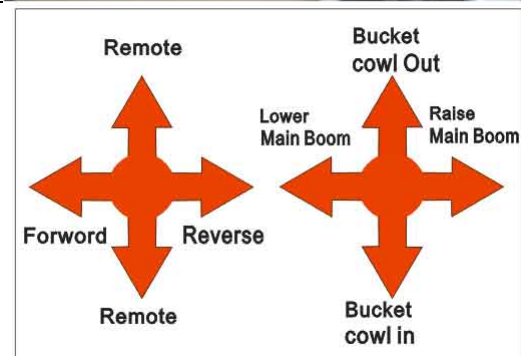 Remote
Forword
Reverse
Remote
Bucket
cowl Out
Lower
Main Boom
Raise
Main Boom
Bucket
cowl in